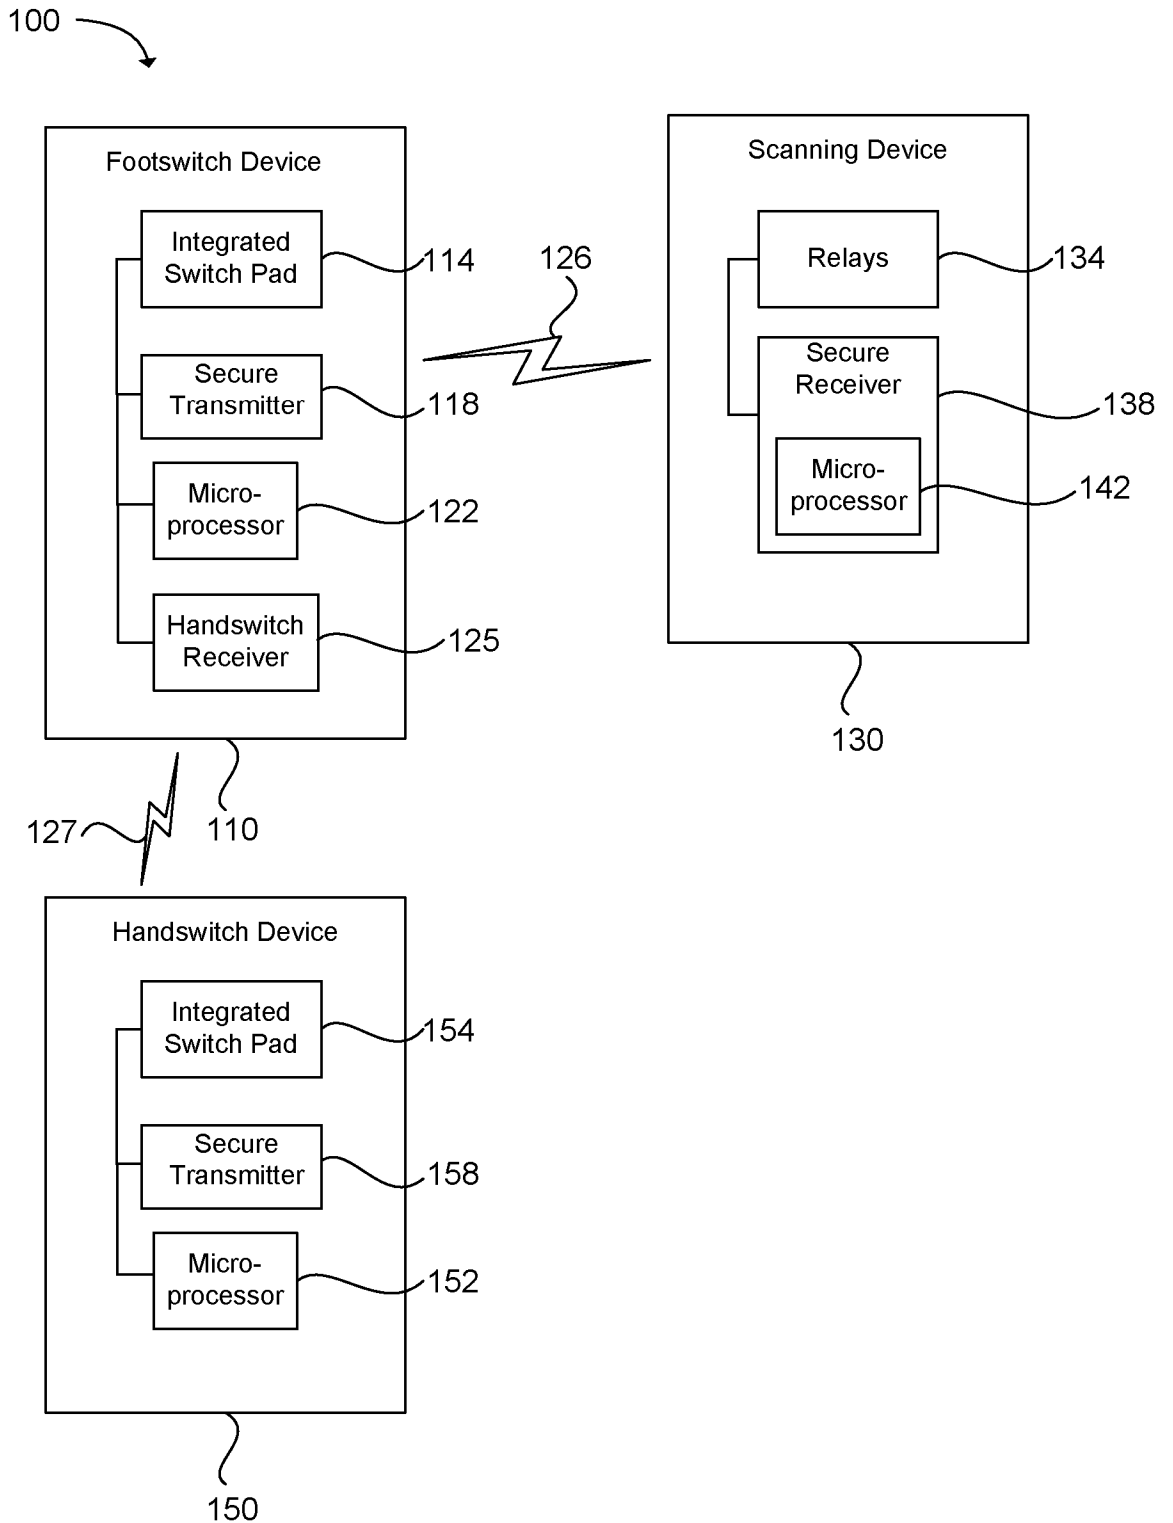 100
Footswitch Device
Integrated
Switch Pad
114
Secure
Transmitter
118
Micro-
processor
122
Handswitch
Receiver
125
110
126
Scanning Device
Relays
134
Secure
Receiver
138
Micro-
processor
142
130
127
Handswitch Device
Integrated
Switch Pad
154
Secure
Transmitter
158
Micro-
processor
152
150